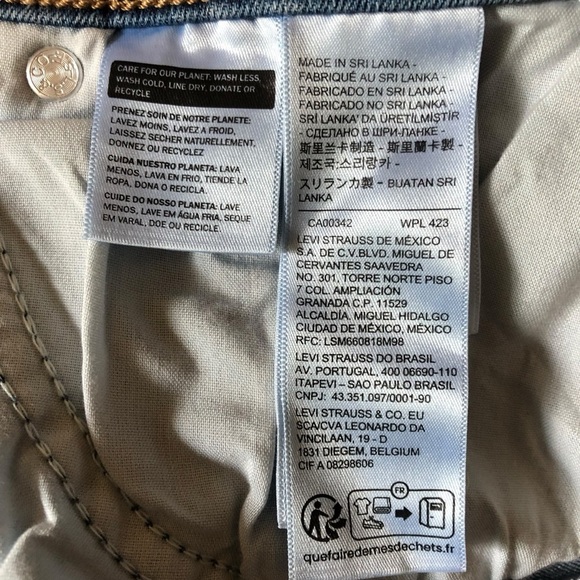 CARE FOR OUR PLANET: WASH LESS,
WASH COLD, LINE DRY, DONATE OR
RECYCLE
PRENEZ SOIN DE NOTRE PLANETE:
LAVEZ MOINS, LAVEZ A FROID,
LAISSEZ SECHER NATURELLEMENT,
DONNEZ OU RECYCLEZ
CUIDA NUESTRO PLANETA: LAVA
MENOS, LAVA EN FRIO, TIENDE LA
ROPA, DONA O RECICLA.
CUIDE DO NOSSO PLANETA: LAVE
MENOS, LAVE EM ÁGUA FRIA, SEQUE
EM VARAL, DOE OU RECICLE.
MADE IN SRI LANKA -
FABRIQUÉ AU SRI LANKA -
FABRICADO EN SRI LANKA -
FABRICADO NO SRI LANKA -
SRİ LANKA' DA ÜRETİLMİŞTİR
- СДЕЛАНО В ШРИ-ЛАНКЕ -
斯里兰卡制造 - 斯里蘭卡製 -
제조국:스리랑카 -
スリランカ製 - BUATAN SRI
LANKA
CA00342 WPL 423
LEVI STRAUSS DE MÉXICO
S.A. DE C.V.BLVD. MIGUEL DE
CERVANTES SAAVEDRA
NO. 301, TORRE NORTE PISO
7 COL. AMPLIACIÓN
GRANADA C.P. 11529
ALCALDÍA. MIGUEL HIDALGO
CIUDAD DE MÉXICO, MÉXICO
RFC: LSM660818M98
LEVI STRAUSS DO BRASIL
AV. PORTUGAL, 400 06690-110
ITAPEVI – SAO PAULO BRASIL
CNPJ: 43.351.097/0001-90
LEVI STRAUSS & CO. EU
SCA/CVA LEONARDO DA
VINCILAAN, 19 - D
1831 DIEGEM, BELGIUM
CIF A 08298606
FR
quefairedemesdechets.fr